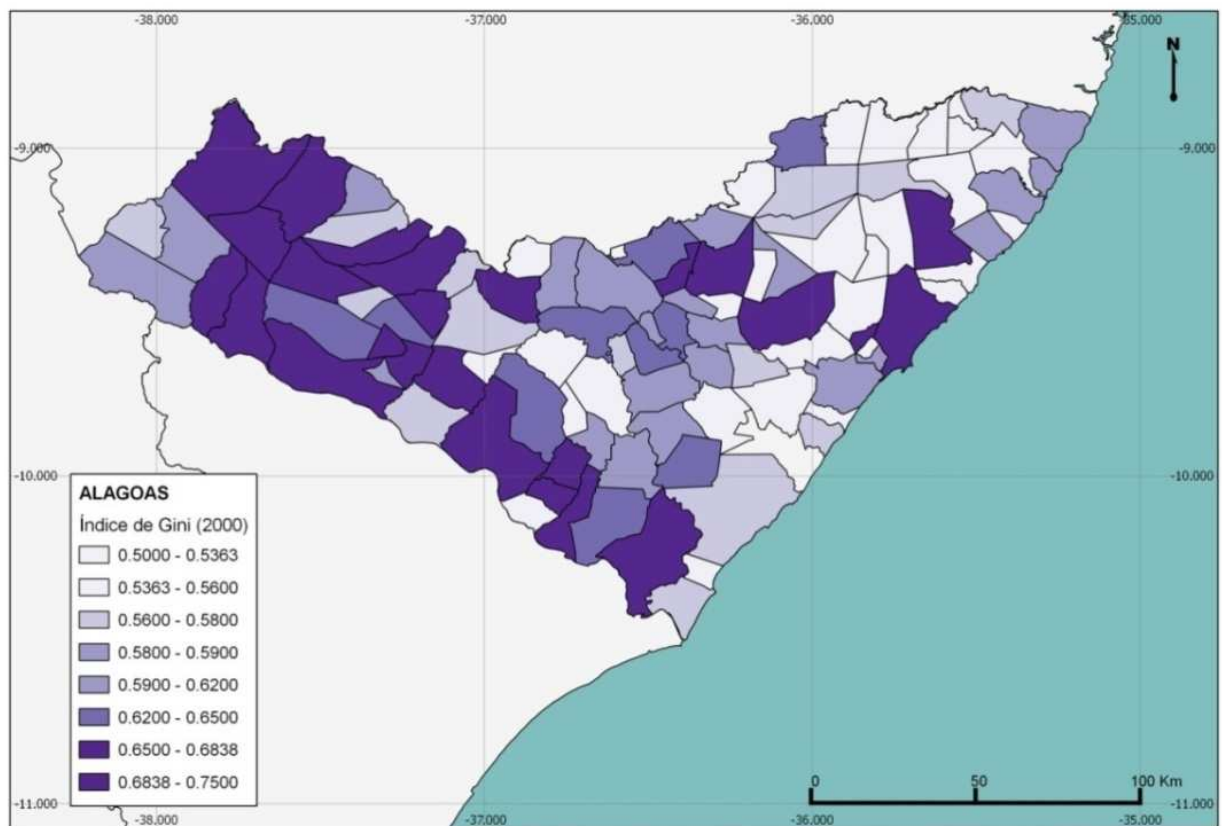 -38.000 -37.000 -36.000 -35.000
N
-9.000 -9.000
-10.000 -10.000
ALAGOAS
Índice de Gini (2000)
0.5000 - 0.5363
0.5363 - 0.5600
0.5600 - 0.5800
0.5800 - 0.5900
0.5900 - 0.6200
0.6200 - 0.6500
0.6500 - 0.6838
0.6838 - 0.7500
0 50 100 Km
-11.000 -11.000
-38.000 -37.000 -36.000 -35.000